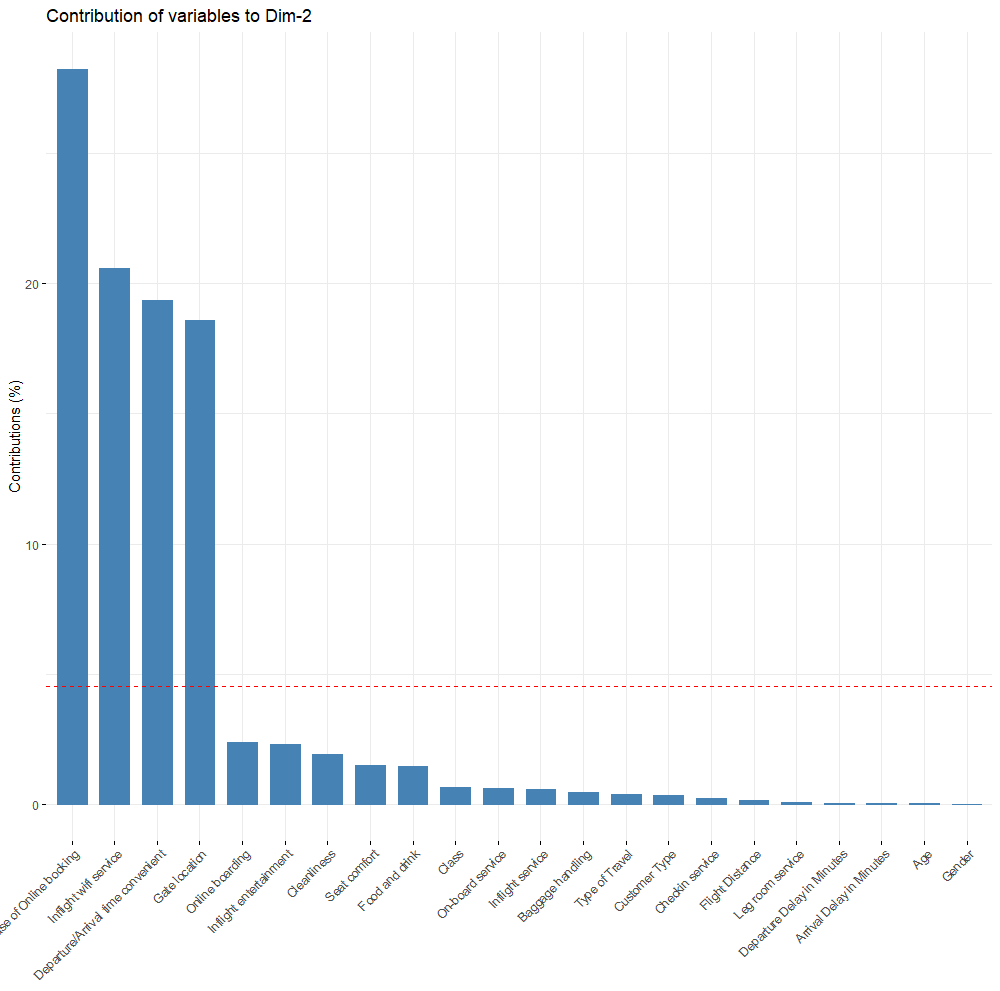 Contribution of variables to Dim-2
Contributions (%)
20
10
0
se of Online booking
Inflight wifi service
Departure/Arrival time convenient
Gate location
Online boarding
Inflight entertainment
Cleanliness
Seat comfort
Food and drink
Class
On-board service
Inflight service
Baggage handling
Type of Travel
Customer Type
Checkin service
Flight Distance
Leg room service
Departure Delay in Minutes
Arrival Delay in Minutes
Age
Gender